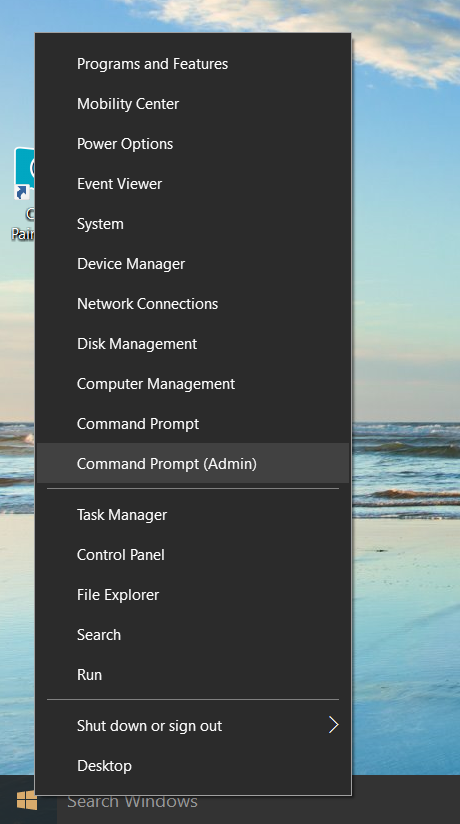 Programs and Features
Mobility Center
Power Options
Event Viewer
System
Device Manager
Network Connections
Disk Management
Computer Management
Command Prompt
Command Prompt (Admin)
Task Manager
Control Panel
File Explorer
Search
Run
Shut down or sign out
Desktop
Search Windows